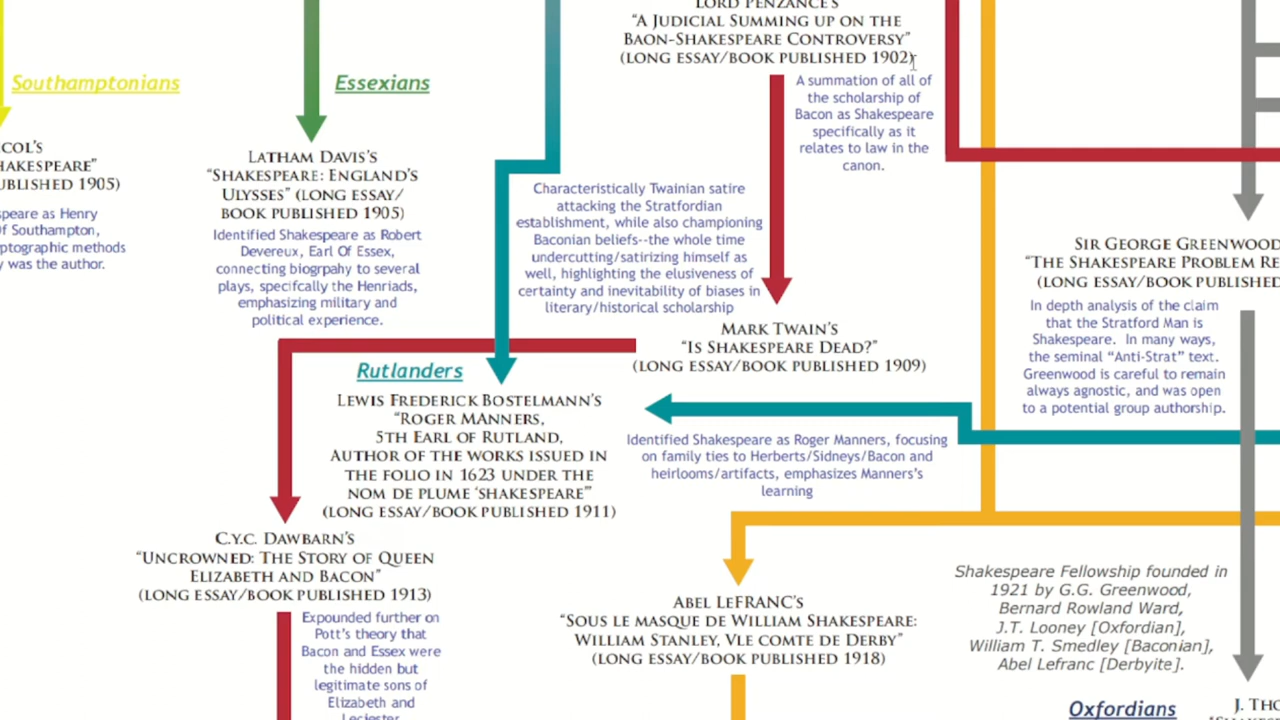 LORD PENZANCE'S
"A JUDICIAL SUMMING UP ON THE
BAON-SHAKESPEARE CONTROVERSY"
(LONG ESSAY/BOOK PUBLISHED 1902)
A summation of all of
the scholarship of
Bacon as Shakespeare
specifically as it
relates to law in the
canon.
Southamptonians
Essexians
COL'S
HAKESPEARE"
UBLISHED 1905)
speare as Henry
Of Southampton,
ptographic methods
y was the author.
LATHAM DAVIS'S
"SHAKESPEARE: ENGLAND'S
ULYSSES" (LONG ESSAY/
BOOK PUBLISHED 1905)
Identified Shakespeare as Robert
Devereux, Earl Of Essex,
connecting biogrpahy to several
plays, specifcally the Henriads,
emphasizing military and
political experience.
Characteristically Twainian satire
attacking the Stratfordian
establishment, while also championing
Baconian beliefs--the whole time
undercutting/satirizing himself as
well, highlighting the elusiveness of
certainty and inevitability of biases in
literary/historical scholarship
MARK TWAIN'S
"IS SHAKESPEARE DEAD?"
(LONG ESSAY/BOOK PUBLISHED 1909)
SIR GEORGE GREENWOOD
"THE SHAKESPEARE PROBLEM RE
(LONG ESSAY/BOOK PUBLISHED
In depth analysis of the claim
that the Stratford Man is
Shakespeare. In many ways,
the seminal "Anti-Strat" text.
Greenwood is careful to remain
always agnostic, and was open
to a potential group authorship.
Rutlanders
LEWIS FREDERICK BOSTELMANN'S
"ROGER MANNERS,
5TH EARL OF RUTLAND,
AUTHOR OF THE WORKS ISSUED IN
THE FOLIO IN 1623 UNDER THE
NOM DE PLUME 'SHAKESPEARE'"
(LONG ESSAY/BOOK PUBLISHED 1911)
Identified Shakespeare as Roger Manners, focusing
on family ties to Herberts/Sidneys/Bacon and
heirlooms/artifacts, emphasizes Manners's
learning
C.Y.C. DAWBARN'S
"UNCROWNED: THE STORY OF QUEEN
ELIZABETH AND BACON"
(LONG ESSAY/BOOK PUBLISHED 1913)
Expounded further on
Pott's theory that
Bacon and Essex were
the hidden but
legitimate sons of
Elizabeth and
Leciester
ABEL LEFRANC'S
"SOUS LE MASQUE DE WILLIAM SHAKESPEARE:
WILLIAM STANLEY, VLE COMTE DE DERBY"
(LONG ESSAY/BOOK PUBLISHED 1918)
Shakespeare Fellowship founded in
1921 by G.G. Greenwood,
Bernard Rowland Ward,
J.T. Looney [Oxfordian],
William T. Smedley [Baconian],
Abel Lefranc [Derbyite].
Oxfordians
J. THO